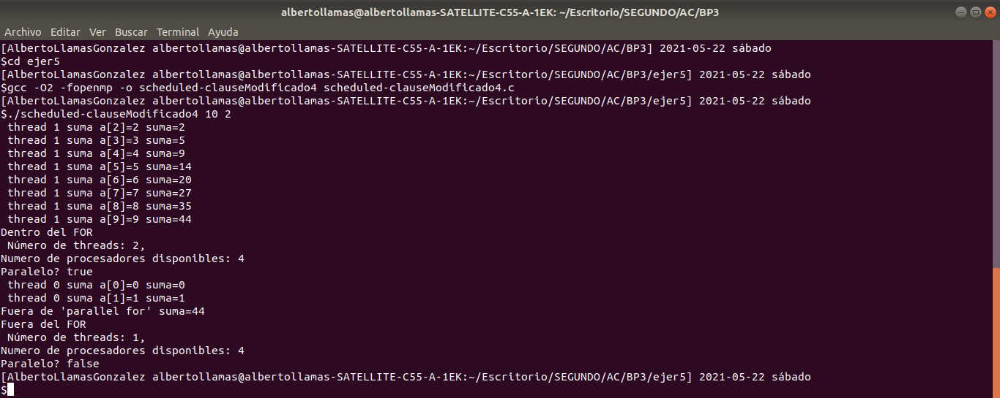 albertollamas@albertollamas-SATELLITE-C55-A-1EK: ~/Escritorio/SEGUNDO/AC/BP3
Archivo Editar Ver Buscar Terminal Ayuda
[AlbertoLlamasGonzalez albertollamas@albertollamas-SATELLITE-C55-A-1EK:~/Escritorio/SEGUNDO/AC/BP3] 2021-05-22 sábado
$cd ejer5
[AlbertoLlamasGonzalez albertollamas@albertollamas-SATELLITE-C55-A-1EK:~/Escritorio/SEGUNDO/AC/BP3/ejer5] 2021-05-22 sábado
$gcc -O2 -fopenmp -o scheduled-clauseModificado4 scheduled-clauseModificado4.c
[AlbertoLlamasGonzalez albertollamas@albertollamas-SATELLITE-C55-A-1EK:~/Escritorio/SEGUNDO/AC/BP3/ejer5] 2021-05-22 sábado
$./scheduled-clauseModificado4 10 2
 thread 1 suma a[2]=2 suma=2
 thread 1 suma a[3]=3 suma=5
 thread 1 suma a[4]=4 suma=9
 thread 1 suma a[5]=5 suma=14
 thread 1 suma a[6]=6 suma=20
 thread 1 suma a[7]=7 suma=27
 thread 1 suma a[8]=8 suma=35
 thread 1 suma a[9]=9 suma=44
Dentro del FOR
 Número de threads: 2,
Numero de procesadores disponibles: 4
Paralelo? true
 thread 0 suma a[0]=0 suma=0
 thread 0 suma a[1]=1 suma=1
Fuera de 'parallel for' suma=44
Fuera del FOR
 Número de threads: 1,
Numero de procesadores disponibles: 4
Paralelo? false
[AlbertoLlamasGonzalez albertollamas@albertollamas-SATELLITE-C55-A-1EK:~/Escritorio/SEGUNDO/AC/BP3/ejer5] 2021-05-22 sábado
$